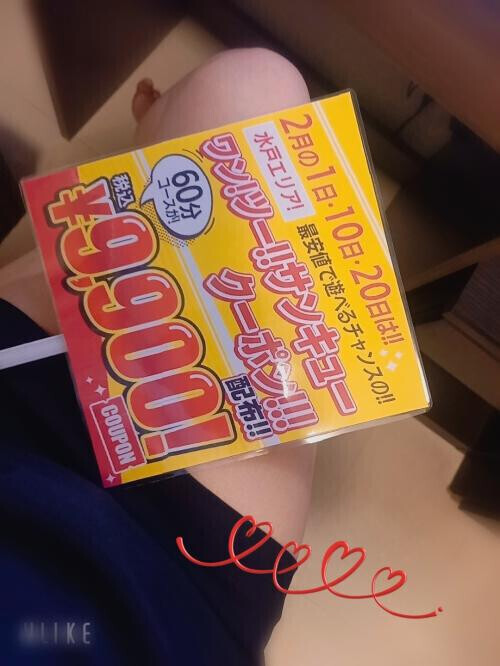 2月の1日・10日・20日は!!
水戸エリア!
最安値で遊べるチャンスの!!
ワン!ツー!!サンキュー
クーポン!!!
配布!!
60分
コースが!
税込
¥9,900!
COUPON
ULIKE